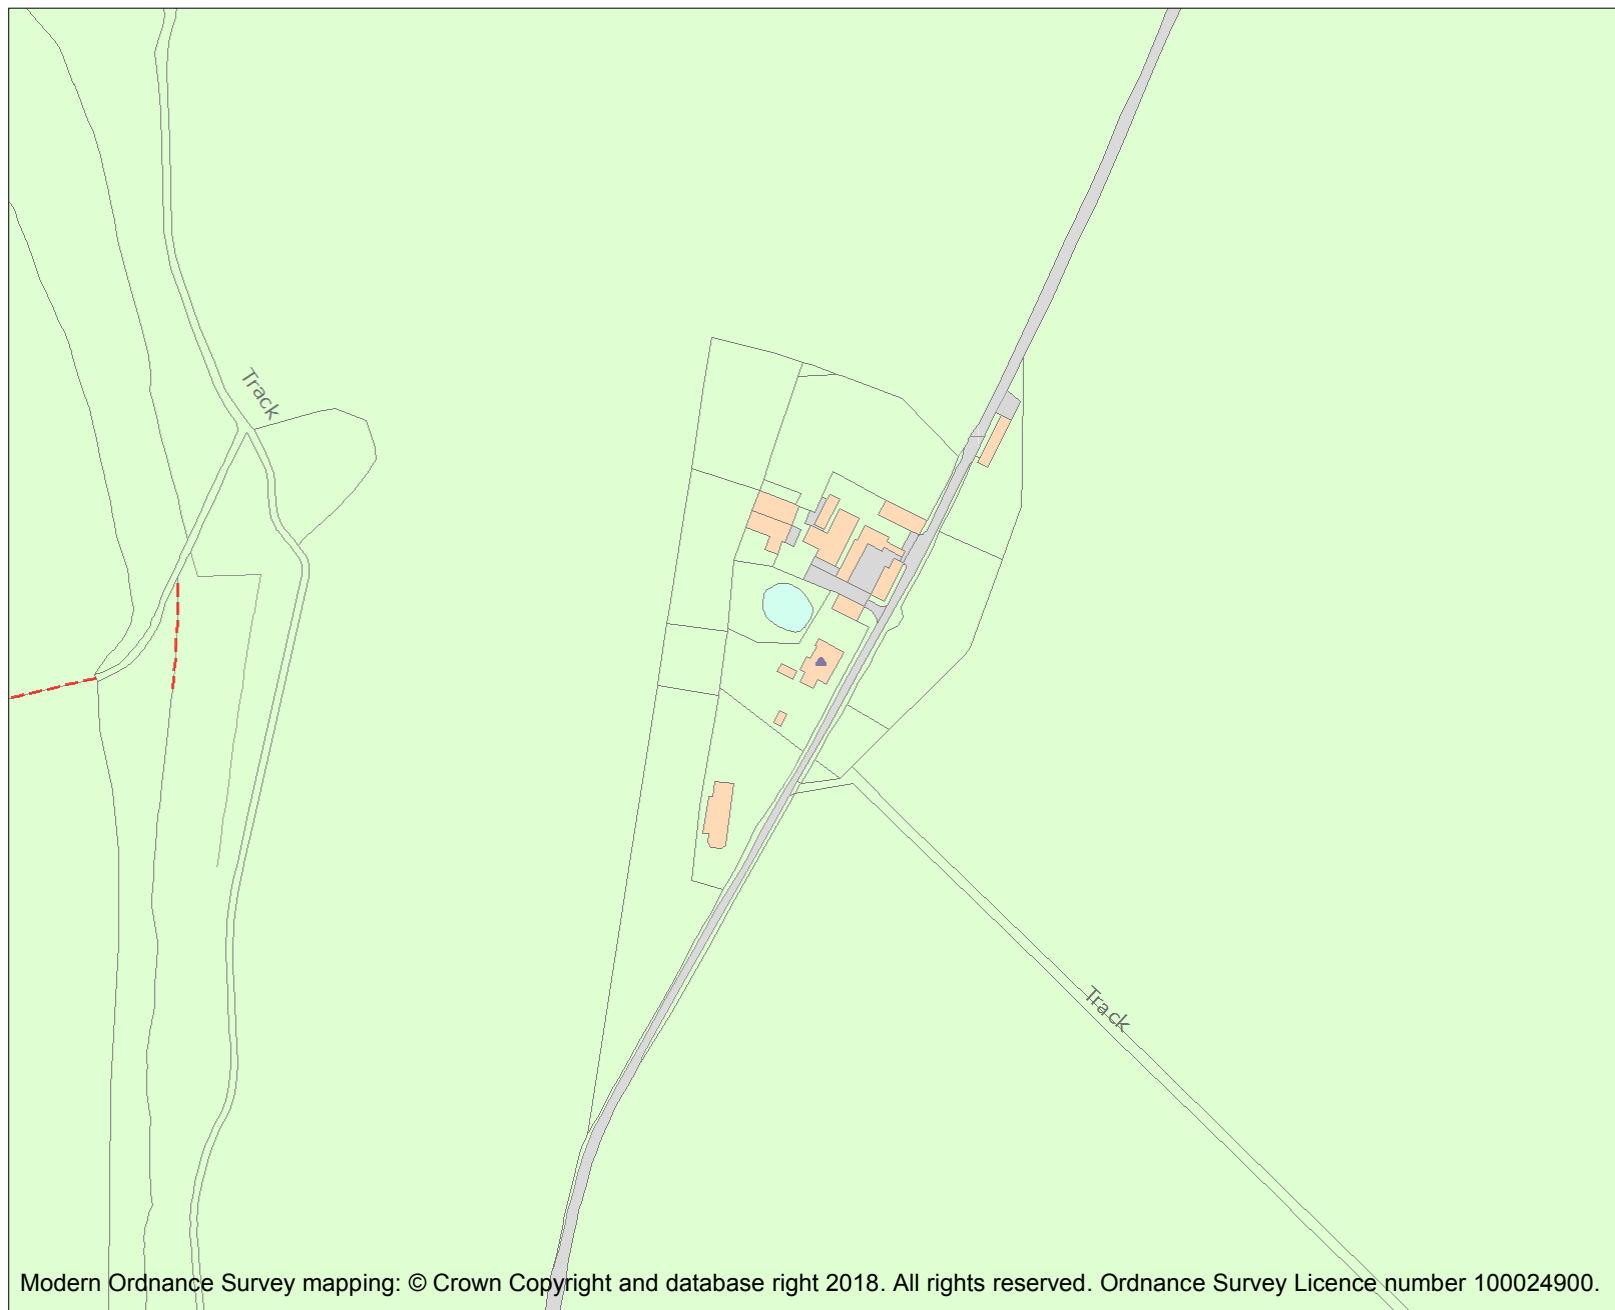 Track
Track
Modern Ordnance Survey mapping: © Crown Copyright and database right 2018. All rights reserved. Ordnance Survey Licence number 100024900.